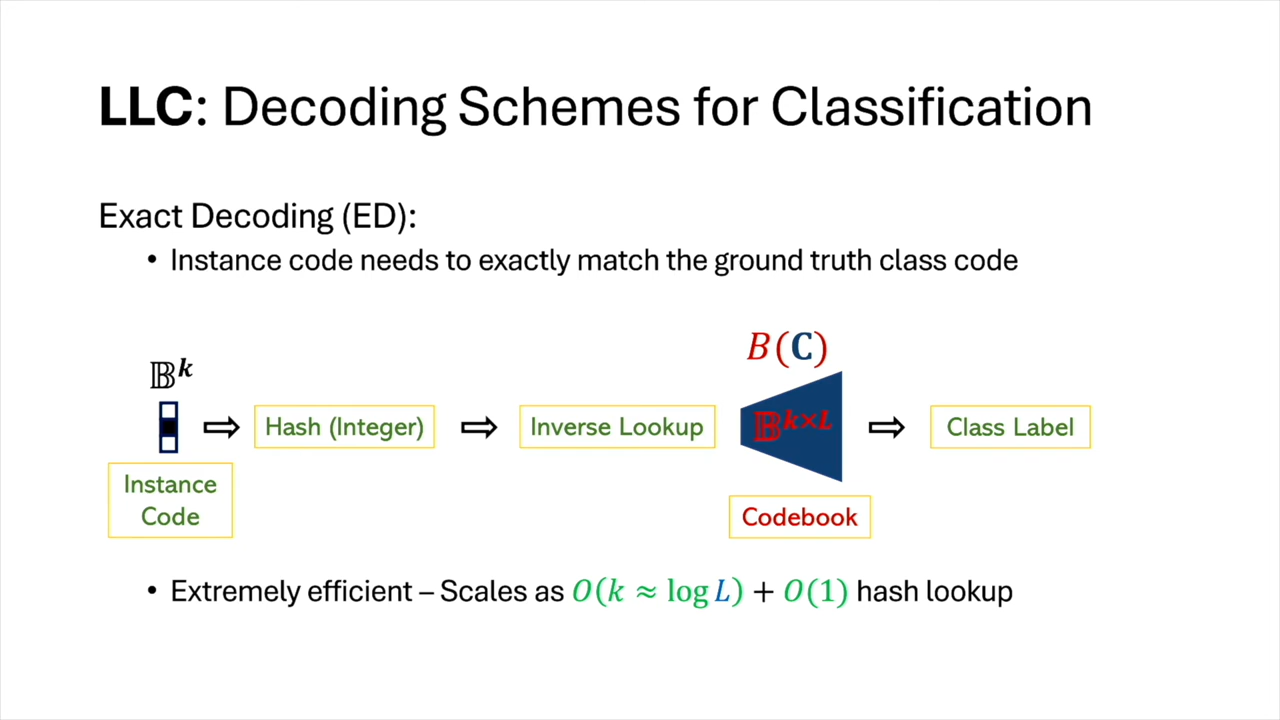 LLC: Decoding Schemes for Classification
Exact Decoding (ED):
• Instance code needs to exactly match the ground truth class code
B(C)
𝔹^k
Hash (Integer)
Inverse Lookup
𝔹^{k×L}
Class Label
Instance
Code
Codebook
• Extremely efficient – Scales as O(k ≈ log L) + O(1) hash lookup